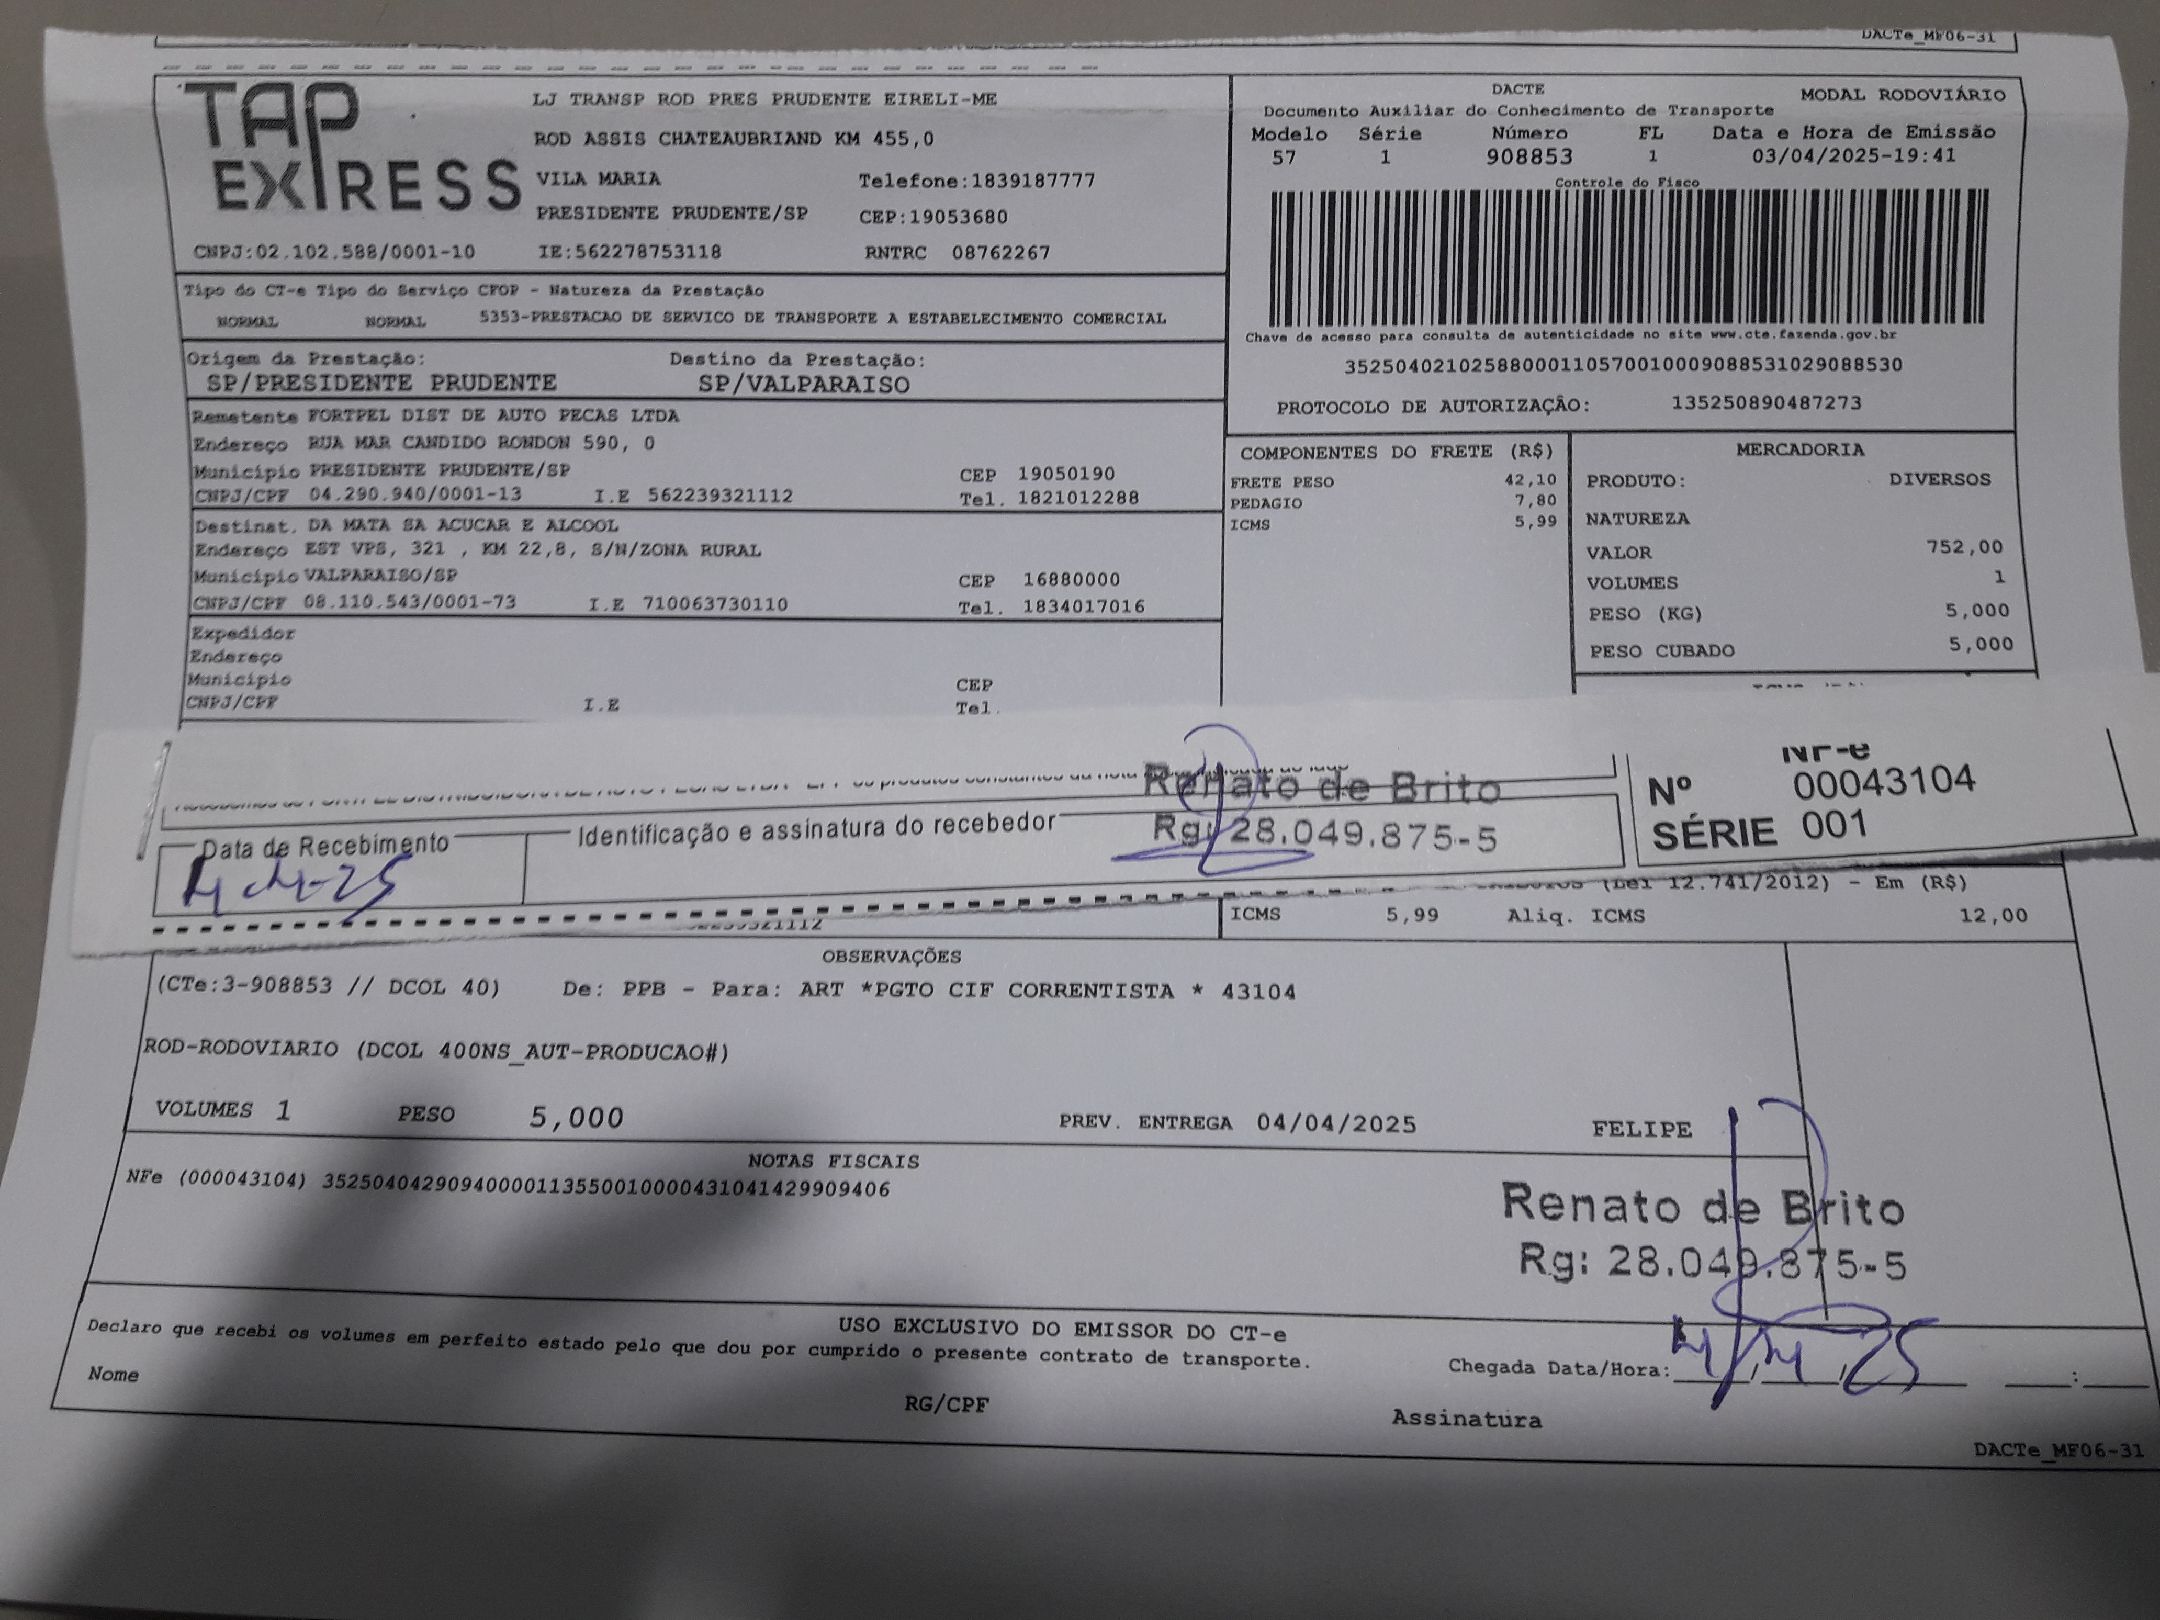 DACTe_MF06-31
TAP EXPRESS
LJ TRANSP ROD PRES PRUDENTE EIRELI-ME
ROD ASSIS CHATEAUBRIAND KM 455,0
VILA MARIA Telefone:1839187777
PRESIDENTE PRUDENTE/SP CEP:19053680
CNPJ:02.102.588/0001-10 IE:562278753118 RNTRC 08762267
DACTE MODAL RODOVIÁRIO
Documento Auxiliar do Conhecimento de Transporte
Modelo Série Número FL Data e Hora de Emissão
57 1 908853 1 03/04/2025-19:41
Controle do Fisco
Chave de acesso para consulta de autenticidade no site www.cte.fazenda.gov.br
35250402102588000110570010009088531029088530
PROTOCOLO DE AUTORIZAÇÃO: 135250890487273
Tipo do CT-e Tipo do Serviço CFOP - Natureza da Prestação
NORMAL NORMAL 5353-PRESTACAO DE SERVICO DE TRANSPORTE A ESTABELECIMENTO COMERCIAL
Origem da Prestação: Destino da Prestação:
SP/PRESIDENTE PRUDENTE SP/VALPARAISO
Remetente FORTPEL DIST DE AUTO PECAS LTDA
Endereço RUA MAR CANDIDO RONDON 590, 0
Município PRESIDENTE PRUDENTE/SP CEP 19050190
CNPJ/CPF 04.290.940/0001-13 I.E 562239321112 Tel. 1821012288
Destinat. DA MATA SA ACUCAR E ALCOOL
Endereço EST VPS, 321 , KM 22,8, S/N/ZONA RURAL
Município VALPARAISO/SP CEP 16880000
CNPJ/CPF 08.110.543/0001-73 I.E 710063730110 Tel. 1834017016
Expedidor
Endereço
Município CEP
CNPJ/CPF I.E Tel.
COMPONENTES DO FRETE (R$)
FRETE PESO 42,10
PEDAGIO 7,80
ICMS 5,99
MERCADORIA
PRODUTO: DIVERSOS
NATUREZA
VALOR 752,00
VOLUMES 1
PESO (KG) 5,000
PESO CUBADO 5,000
NF-e
Nº 00043104
SÉRIE 001
Data de Recebimento Identificação e assinatura do recebedor
Renato de Brito
Rg: 28.049.875-5
(Lei 12.741/2012) - Em (R$)
ICMS 5,99 Aliq. ICMS 12,00
OBSERVAÇÕES
(CTe:3-908853 // DCOL 40) De: PPB - Para: ART *PGTO CIF CORRENTISTA * 43104
ROD-RODOVIARIO (DCOL 400NS_AUT-PRODUCAO#)
VOLUMES 1 PESO 5,000 PREV. ENTREGA 04/04/2025 FELIPE
NOTAS FISCAIS
NFe (000043104) 35250404290940000113550010000431041429909406
Renato de Brito
Rg: 28.049.875-5
USO EXCLUSIVO DO EMISSOR DO CT-e
Declaro que recebi os volumes em perfeito estado pelo que dou por cumprido o presente contrato de transporte.
Nome RG/CPF Chegada Data/Hora:
Assinatura
DACTe_MF06-31